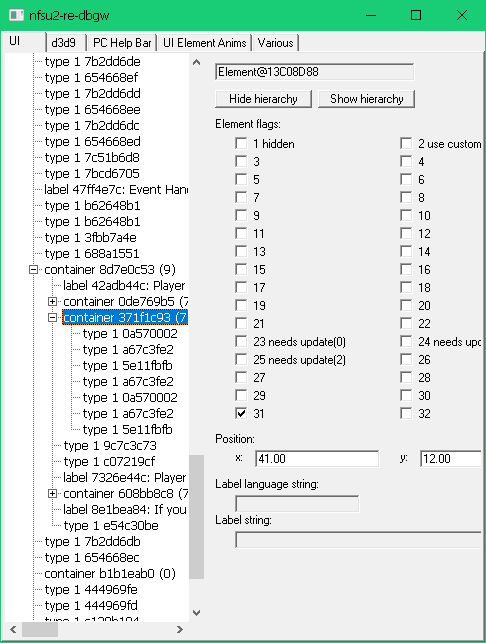 nfsu2-re-dbgw
UI d3d9 PC Help Bar UI Element Anims Various
type 1 7b2dd6de
type 1 654668ef
type 1 7b2dd6dd
type 1 654668ee
type 1 7b2dd6dc
type 1 654668ed
type 1 7c51b6d8
type 1 7bcd6705
label 47ff4e7c: Event Hand
type 1 b62648b1
type 1 b62648b1
type 1 3fbb7a4e
type 1 688a1551
container 8d7e0c53 (9)
label 42adb44c: Player
container 0de769b5 (7
container 371f1c93 (7
type 1 0a570002
type 1 a67c3fe2
type 1 5e11fbfb
type 1 a67c3fe2
type 1 0a570002
type 1 a67c3fe2
type 1 5e11fbfb
type 1 9c7c3c73
type 1 c07219cf
label 7326e44c: Player
container 608bb8c8 (7
label 8e1bea84: If you
type 1 e54c30be
type 1 7b2dd6db
type 1 654668ec
container b1b1eab0 (0)
type 1 444969fe
type 1 444969fd
Element@13C08D88
Hide hierarchy Show hierarchy
Element flags:
1 hidden 2 use custom
3 4
5 6
7 8
9 10
11 12
13 14
15 16
17 18
19 20
21 22
23 needs update(0) 24 needs upd
25 needs update(2) 26
27 28
29 30
31 32
Position:
x: 41.00 y: 12.00
Label language string:
Label string: